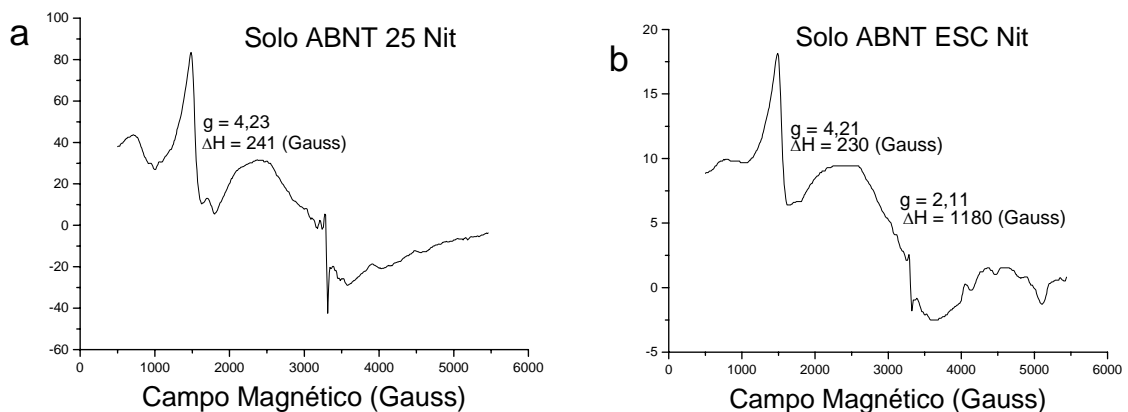 a
Solo ABNT 25 Nit
100
80
60
40
20
0
-20
-40
-60
g = 4,23
ΔH = 241 (Gauss)
0 1000 2000 3000 4000 5000 6000
Campo Magnético (Gauss)
b
Solo ABNT ESC Nit
20
15
10
5
0
-5
g = 4,21
ΔH = 230 (Gauss)
g = 2,11
ΔH = 1180 (Gauss)
0 1000 2000 3000 4000 5000 6000
Campo Magnético (Gauss)